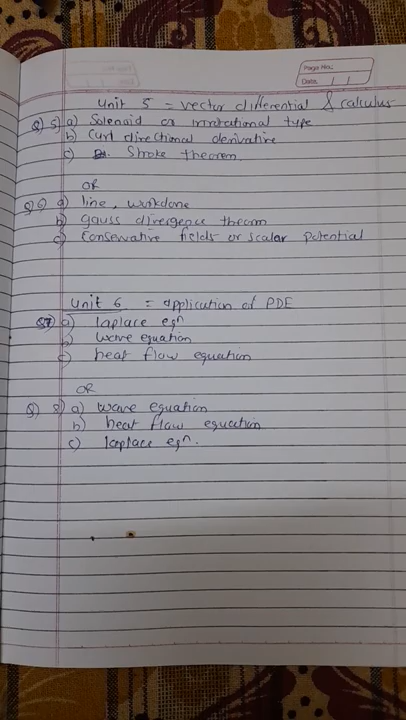 Page No.:
Date: / /
Unit 5 = vector differential & calculus
Q) 5) a) Solenoid or irrotational type
b) Curl directional derivative
c) Stroke theorem
OR
Q6) a) line, workdone
b) gauss divergence theorem
c) Conservative fields or scalar potential
Unit 6 = application of PDE
Q7) a) laplace eqn
b) wave equation
c) heat flow equation
OR
Q) 8) a) wave equation
b) heat flow equation
c) laplace eqn.